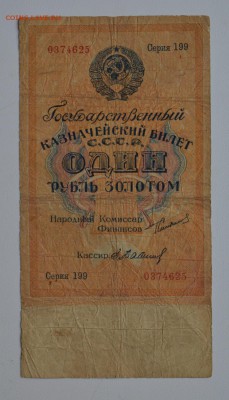 0374625 Серия 199
Государственный
КАЗНАЧЕЙСКИЙ БИЛЕТ
С.С.С.Р.
ОДИН
РУБЛЬ ЗОЛОТОМ
Народный Комиссар
Финансов
Кассир
Серия 199 0374625